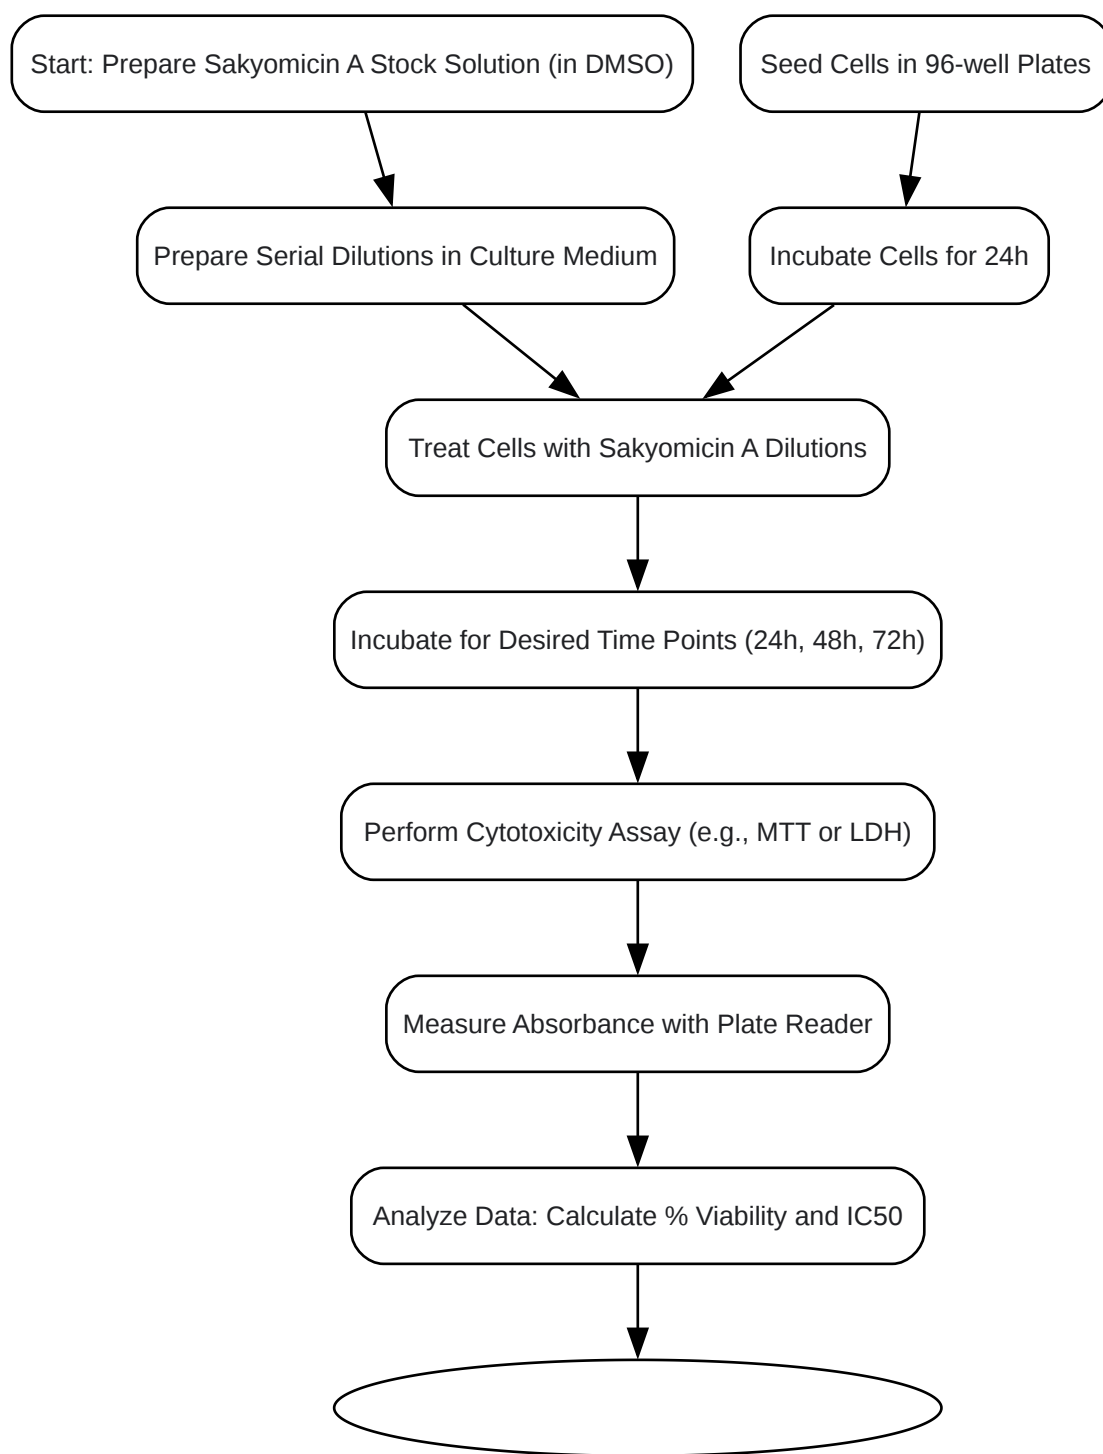 Start: Prepare Sakyomicin A Stock Solution (in DMSO)
Seed Cells in 96-well Plates
Prepare Serial Dilutions in Culture Medium
Incubate Cells for 24h
Treat Cells with Sakyomicin A Dilutions
Incubate for Desired Time Points (24h, 48h, 72h)
Perform Cytotoxicity Assay (e.g., MTT or LDH)
Measure Absorbance with Plate Reader
Analyze Data: Calculate % Viability and IC50